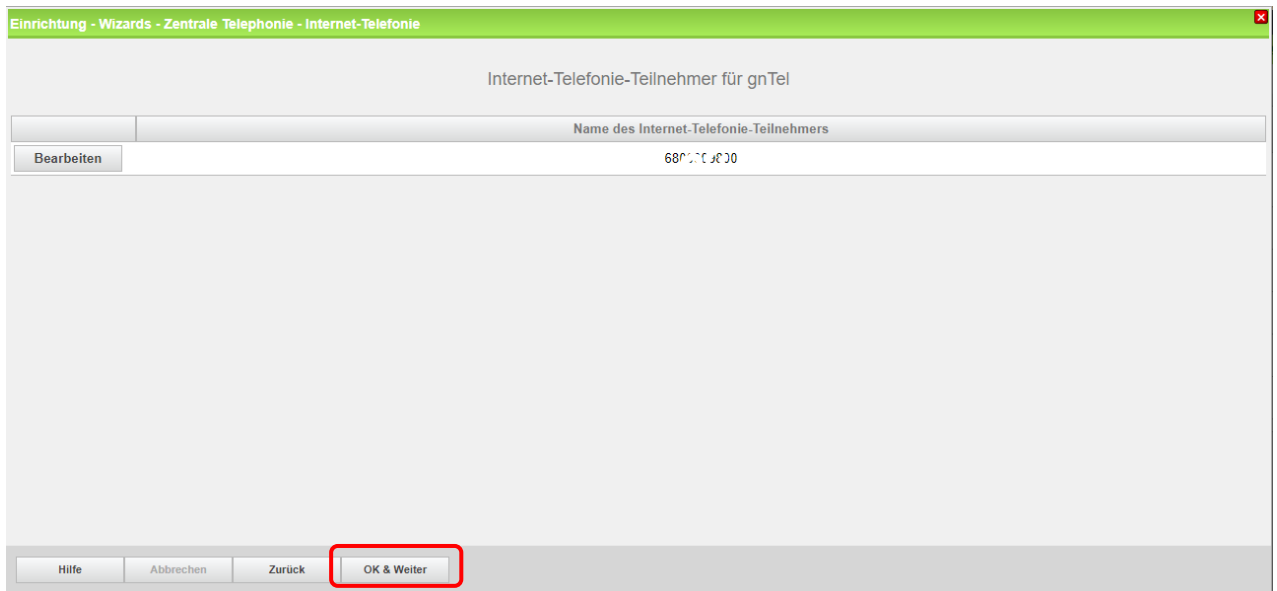 Einrichtung - Wizards - Zentrale Telephonie - Internet-Telefonie
Internet-Telefonie-Teilnehmer für gnTel
Name des Internet-Telefonie-Teilnehmers
Bearbeiten
Hilfe Abbrechen Zurück OK & Weiter